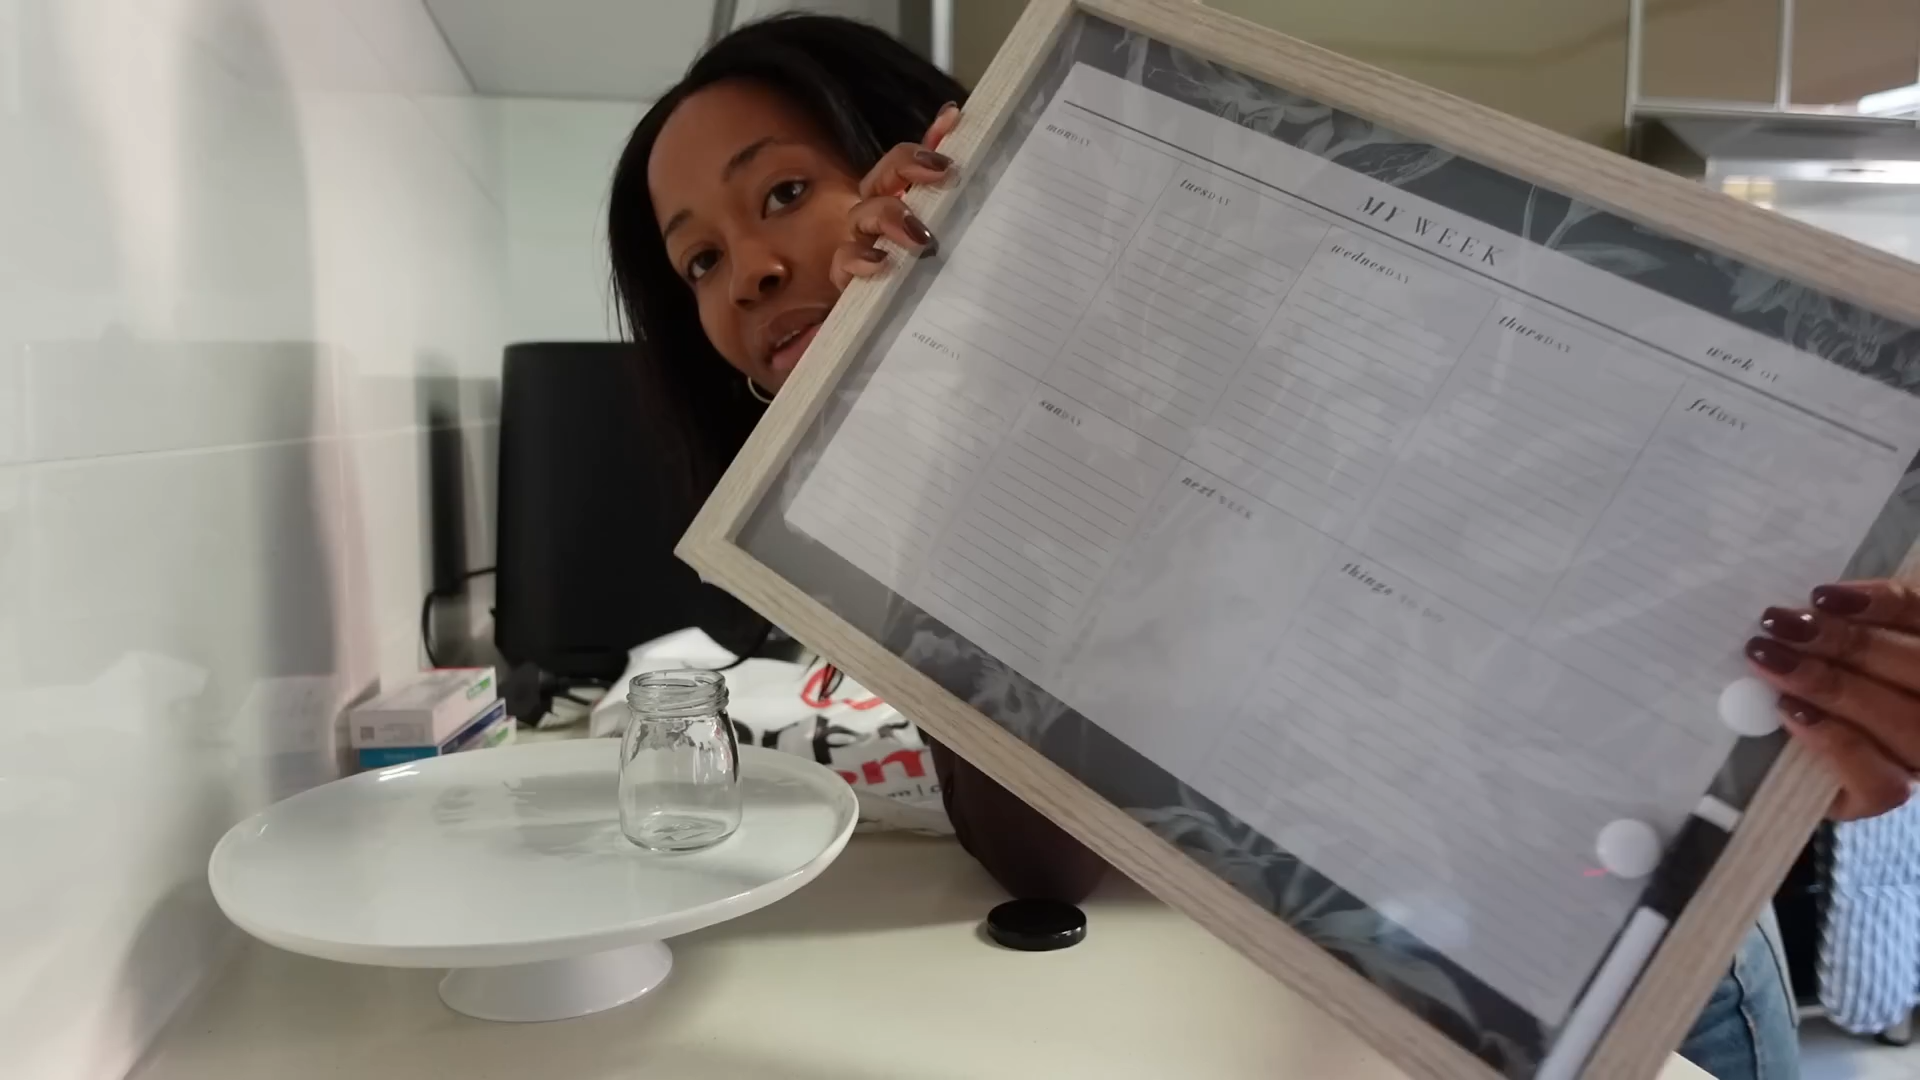 MY WEEK
week OF
monDAY
tuesDAY
wednesDAY
thursDAY
friDAY
saturDAY
sunDAY
next WEEK
things TO DO